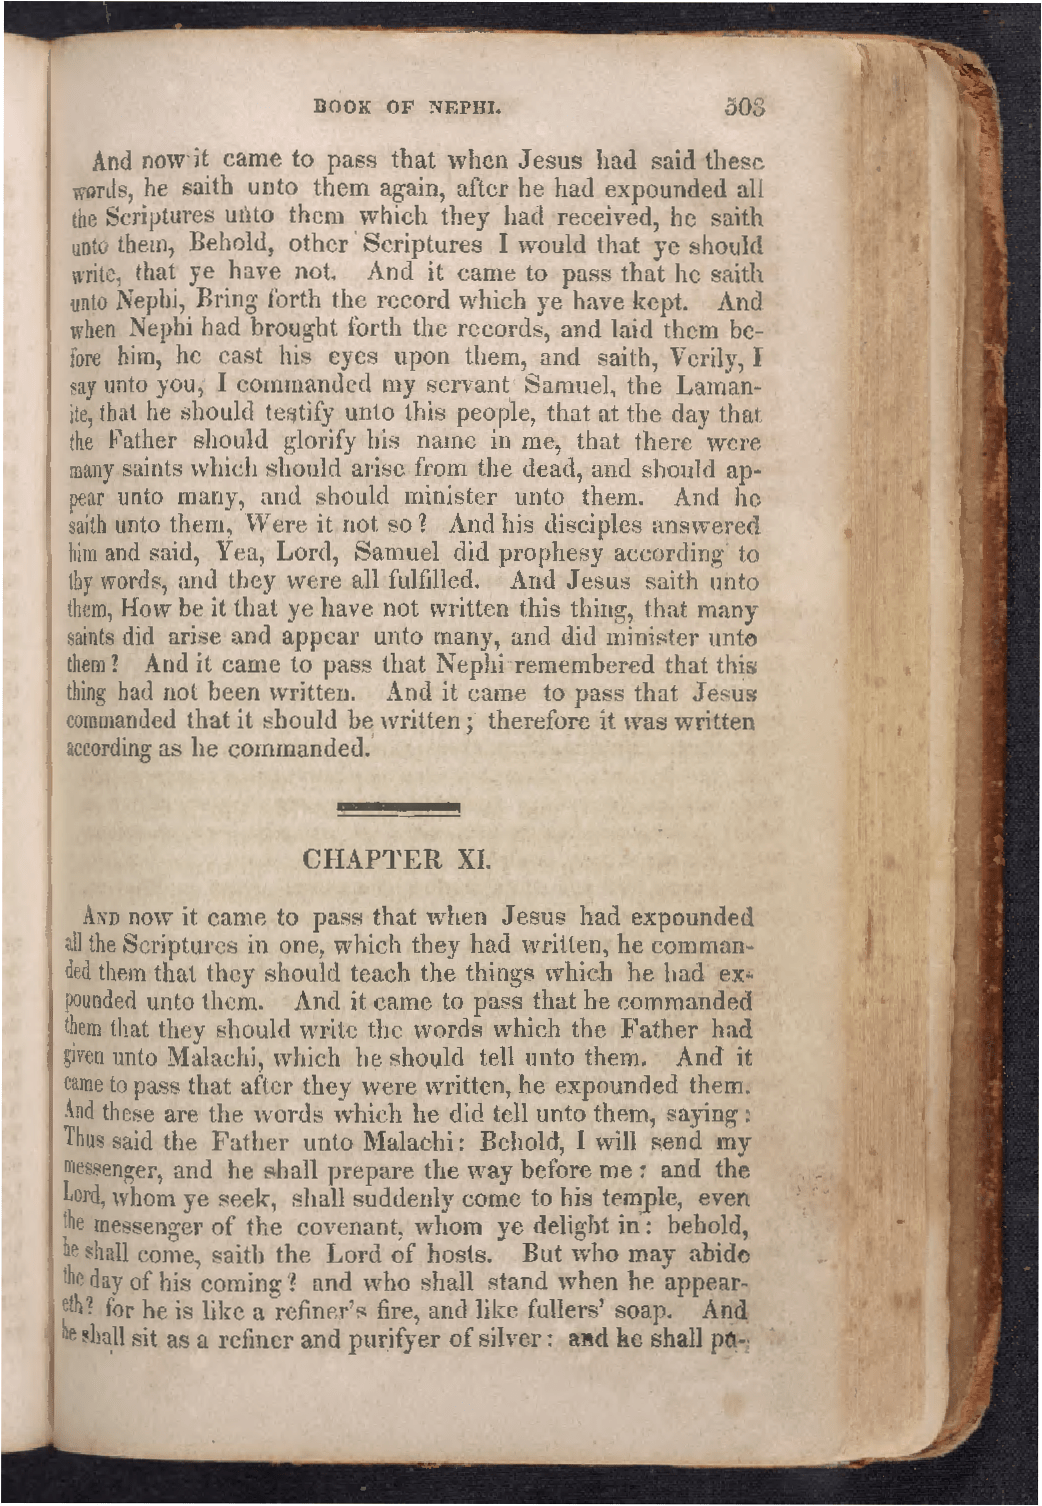 BOOK OF NEPHI. 503
And now it came to pass that when Jesus had said these
words, he saith unto them again, after he had expounded all
the Scriptures unto them which they had received, he saith
unto them, Behold, other Scriptures I would that ye should
write, that ye have not. And it came to pass that he saith
unto Nephi, Bring forth the record which ye have kept. And
when Nephi had brought forth the records, and laid them be-
fore him, he cast his eyes upon them, and saith, Verily, I
say unto you, I commanded my servant Samuel, the Laman-
ite, that he should testify unto this people, that at the day that
the Father should glorify his name in me, that there were
many saints which should arise from the dead, and should ap-
pear unto many, and should minister unto them. And he
saith unto them, Were it not so? And his disciples answered
him and said, Yea, Lord, Samuel did prophesy according to
thy words, and they were all fulfilled. And Jesus saith unto
them, How be it that ye have not written this thing, that many
saints did arise and appear unto many, and did minister unto
them? And it came to pass that Nephi remembered that this
thing had not been written. And it came to pass that Jesus
commanded that it should be written; therefore it was written
according as he commanded.
CHAPTER XI.
AND now it came to pass that when Jesus had expounded
all the Scriptures in one, which they had written, he comman-
ded them that they should teach the things which he had ex-
pounded unto them. And it came to pass that he commanded
them that they should write the words which the Father had
given unto Malachi, which he should tell unto them. And it
came to pass that after they were written, he expounded them.
And these are the words which he did tell unto them, saying:
Thus said the Father unto Malachi: Behold, I will send my
messenger, and he shall prepare the way before me: and the
Lord, whom ye seek, shall suddenly come to his temple, even
the messenger of the covenant, whom ye delight in: behold,
he shall come, saith the Lord of hosts. But who may abide
the day of his coming? and who shall stand when he appear-
eth? for he is like a refiner's fire, and like fullers' soap. And
he shall sit as a refiner and purifyer of silver: and he shall pu-